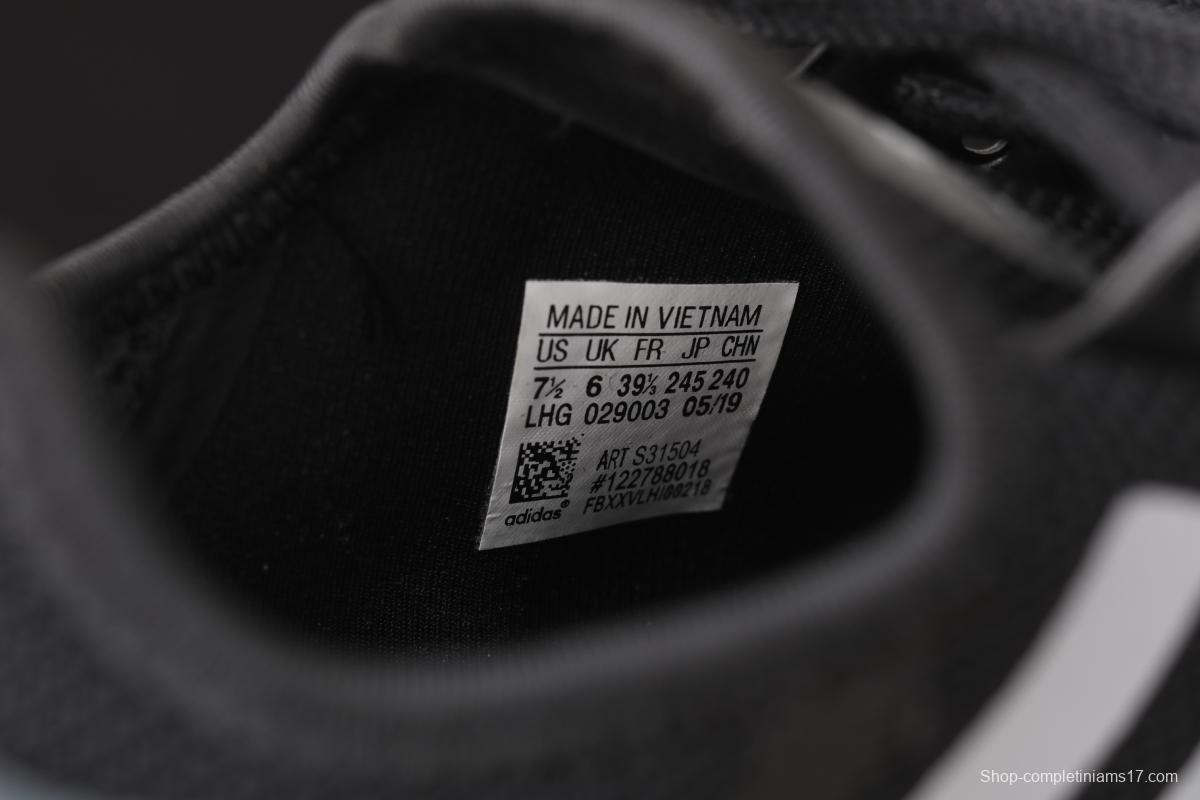 MADE IN VIETNAM
US UK FR JP CHN
7½ 6 39⅓ 245 240
LHG 029003 05/19
ART S31504
#122788018
FBXXVLHI00218
adidas®
Shop-completiniams17.com